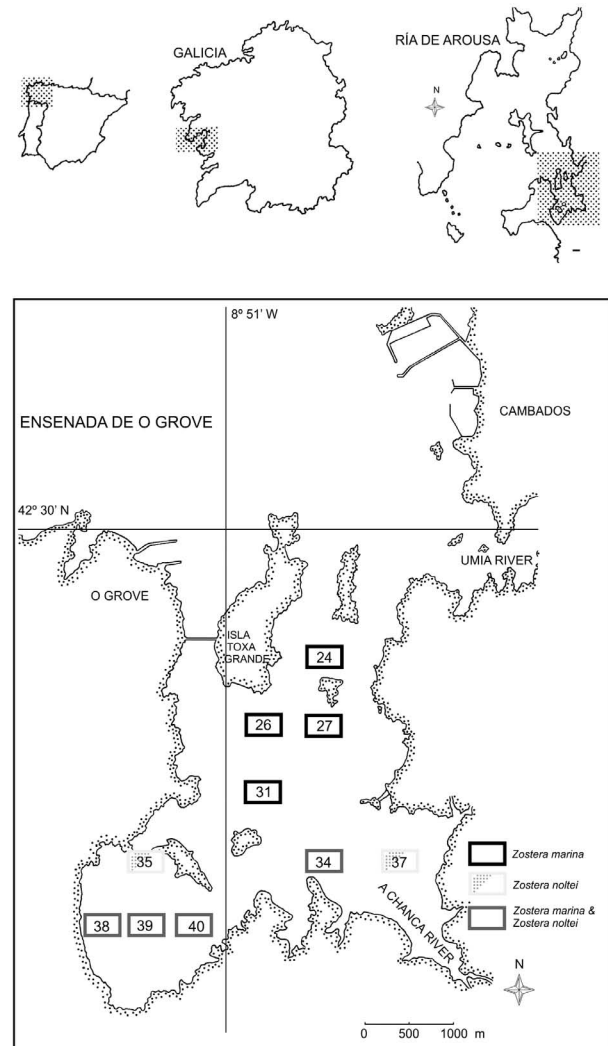 GALICIA
RÍA DE AROUSA
N
8º 51' W
ENSENADA DE O GROVE
CAMBADOS
42º 30' N
UMIA RIVER
O GROVE
ISLA
TOXA
GRANDE
24
26
27
31
35
34
37
38
39
40
A CHANCA RIVER
Zostera marina
Zostera noltei
Zostera marina &
Zostera noltei
N
0 500 1000 m